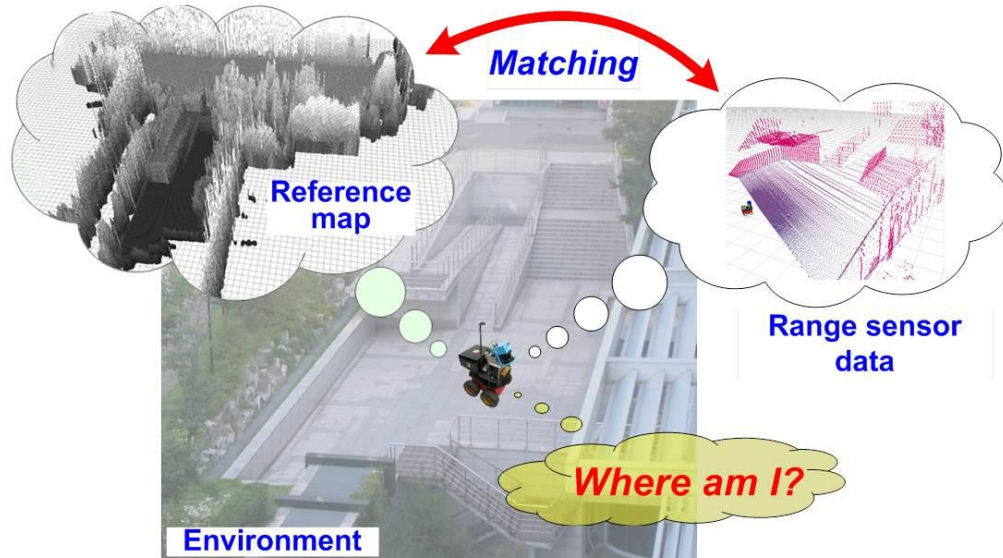 Matching
Reference
map
Range sensor
data
Where am I?
Environment